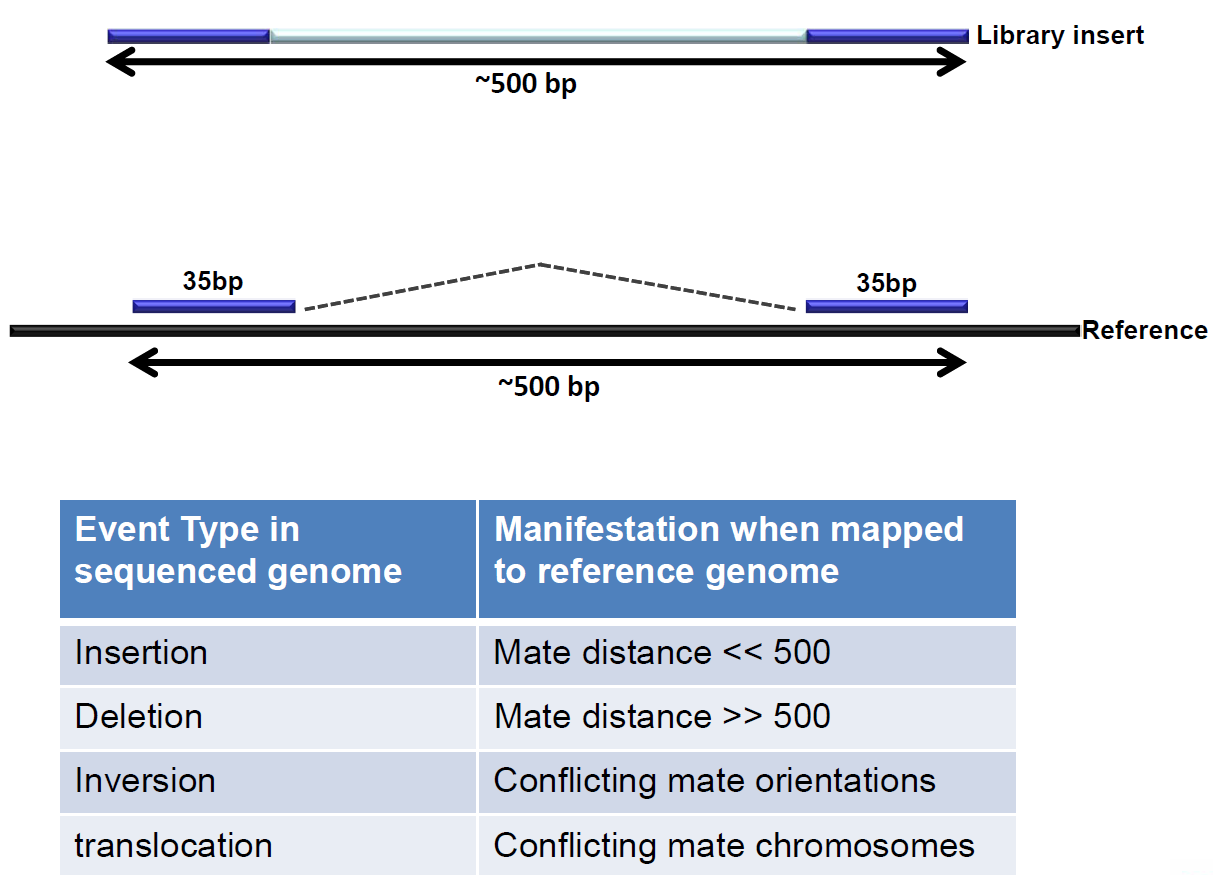 Library insert
~500 bp
35bp
35bp
Reference
~500 bp
Event Type in
sequenced genome
Manifestation when mapped
to reference genome
Insertion
Mate distance << 500
Deletion
Mate distance >> 500
Inversion
Conflicting mate orientations
translocation
Conflicting mate chromosomes